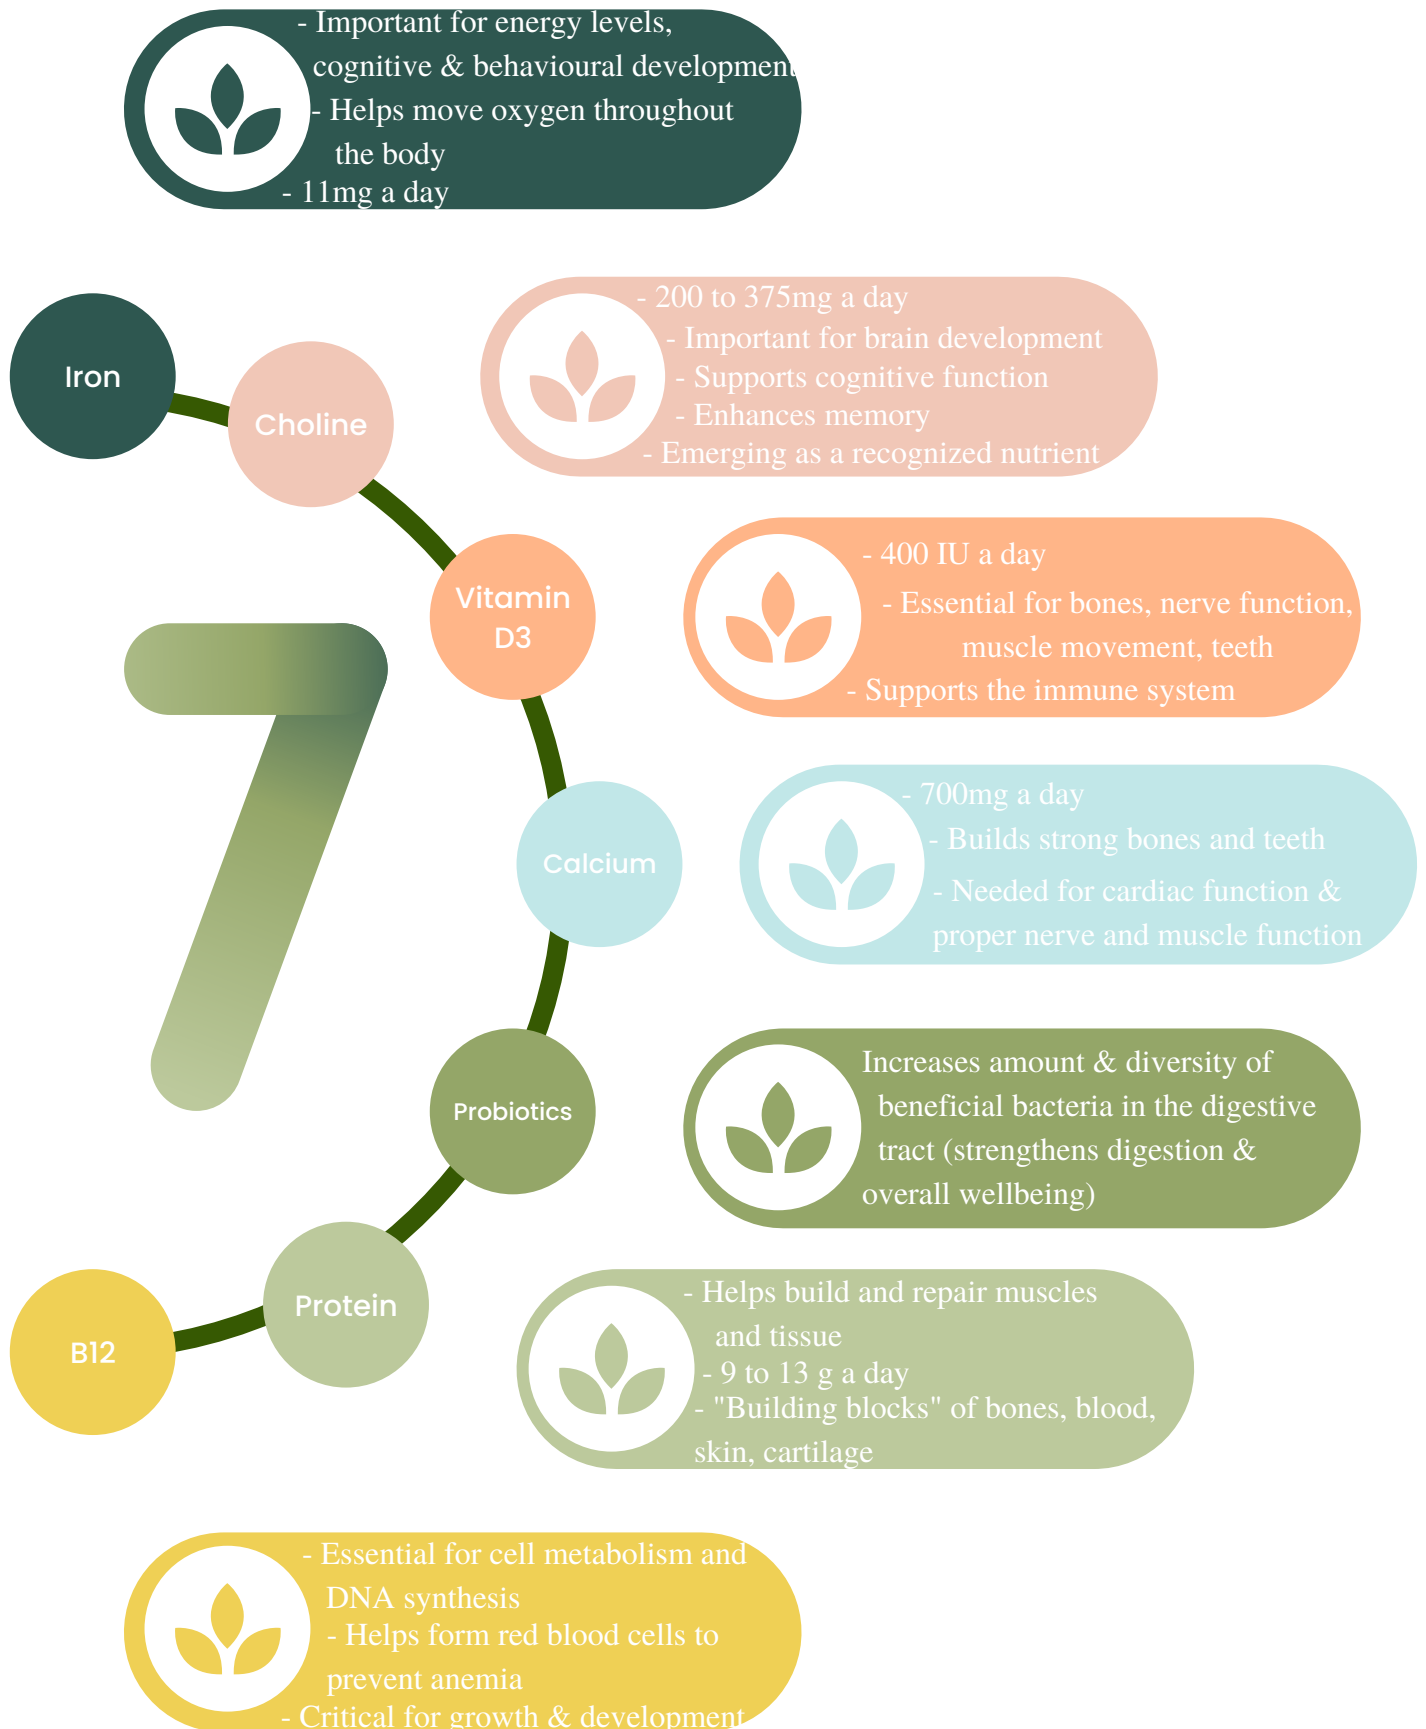 - Important for energy levels,
cognitive & behavioural development
- Helps move oxygen throughout
the body
- 11mg a day
Iron
Choline
- 200 to 375mg a day
- Important for brain development
- Supports cognitive function
- Enhances memory
- Emerging as a recognized nutrient
Vitamin
D3
- 400 IU a day
- Essential for bones, nerve function,
muscle movement, teeth
- Supports the immune system
7
Calcium
- 700mg a day
- Builds strong bones and teeth
- Needed for cardiac function &
proper nerve and muscle function
Probiotics
Increases amount & diversity of
beneficial bacteria in the digestive
tract (strengthens digestion &
overall wellbeing)
Protein
- Helps build and repair muscles
and tissue
- 9 to 13 g a day
- "Building blocks" of bones, blood,
skin, cartilage
B12
- Essential for cell metabolism and
DNA synthesis
- Helps form red blood cells to
prevent anemia
- Critical for growth & development